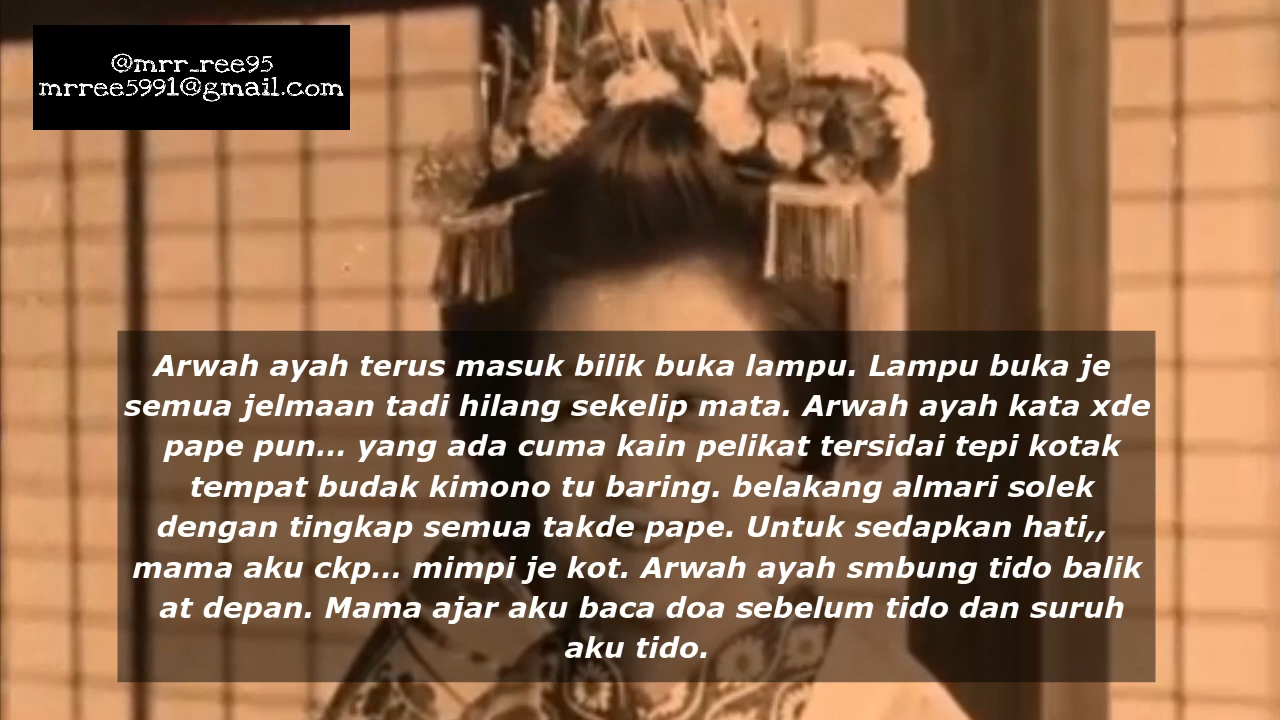 @mrr_ree95
mrree5991@gmail.com
Arwah ayah terus masuk bilik buka lampu. Lampu buka je
semua jelmaan tadi hilang sekelip mata. Arwah ayah kata xde
pape pun... yang ada cuma kain pelikat tersidai tepi kotak
tempat budak kimono tu baring. belakang almari solek
dengan tingkap semua takde pape. Untuk sedapkan hati,,
mama aku ckp... mimpi je kot. Arwah ayah smbung tido balik
at depan. Mama ajar aku baca doa sebelum tido dan suruh
aku tido.